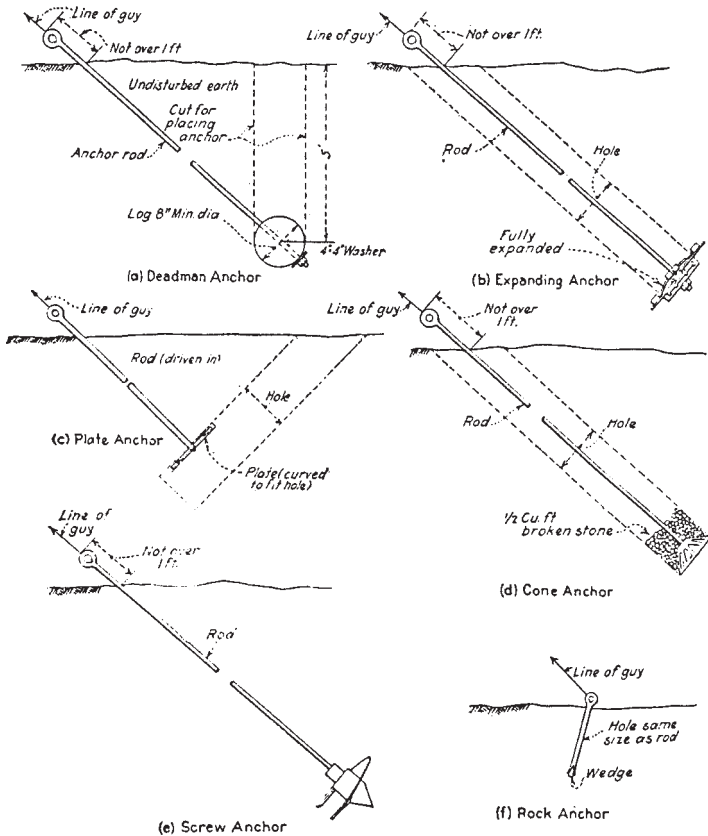 Line of guy
Not over 1 ft
Undisturbed earth
Cut for
placing
anchor
5'
Anchor rod
Log 8" Min. dia
4"·4" Washer
(a) Deadman Anchor
Line of guy
Not over 1 ft.
Rod
Hole
Fully
expanded
(b) Expanding Anchor
Line of guy
Rod (driven in)
Hole
(c) Plate Anchor
Plate (curved
to fit hole)
Line of guy
Not over
1 ft.
Rod
Hole
1/2 Cu. ft
broken stone
(d) Cone Anchor
Line of
guy
Not over
1 ft.
Rod
(e) Screw Anchor
Line of guy
Hole same
size as rod
Wedge
(f) Rock Anchor